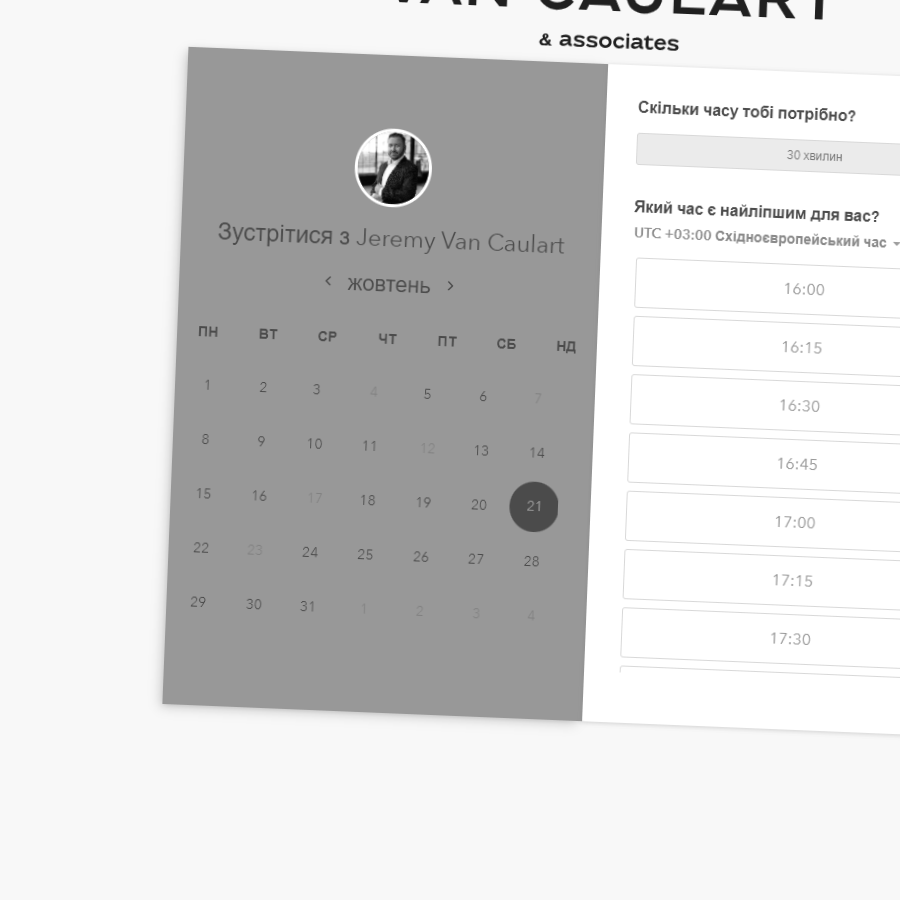 VAN CAULART
& associates
Зустрітися з Jeremy Van Caulart
‹ жовтень ›
ПН ВТ СР ЧТ ПТ СБ НД
1 2 3 4 5 6 7
8 9 10 11 12 13 14
15 16 17 18 19 20 21
22 23 24 25 26 27 28
29 30 31 1 2 3 4
Скільки часу тобі потрібно?
30 хвилин
Який час є найліпшим для вас?
UTC +03:00 Східноєвропейський час
16:00
16:15
16:30
16:45
17:00
17:15
17:30